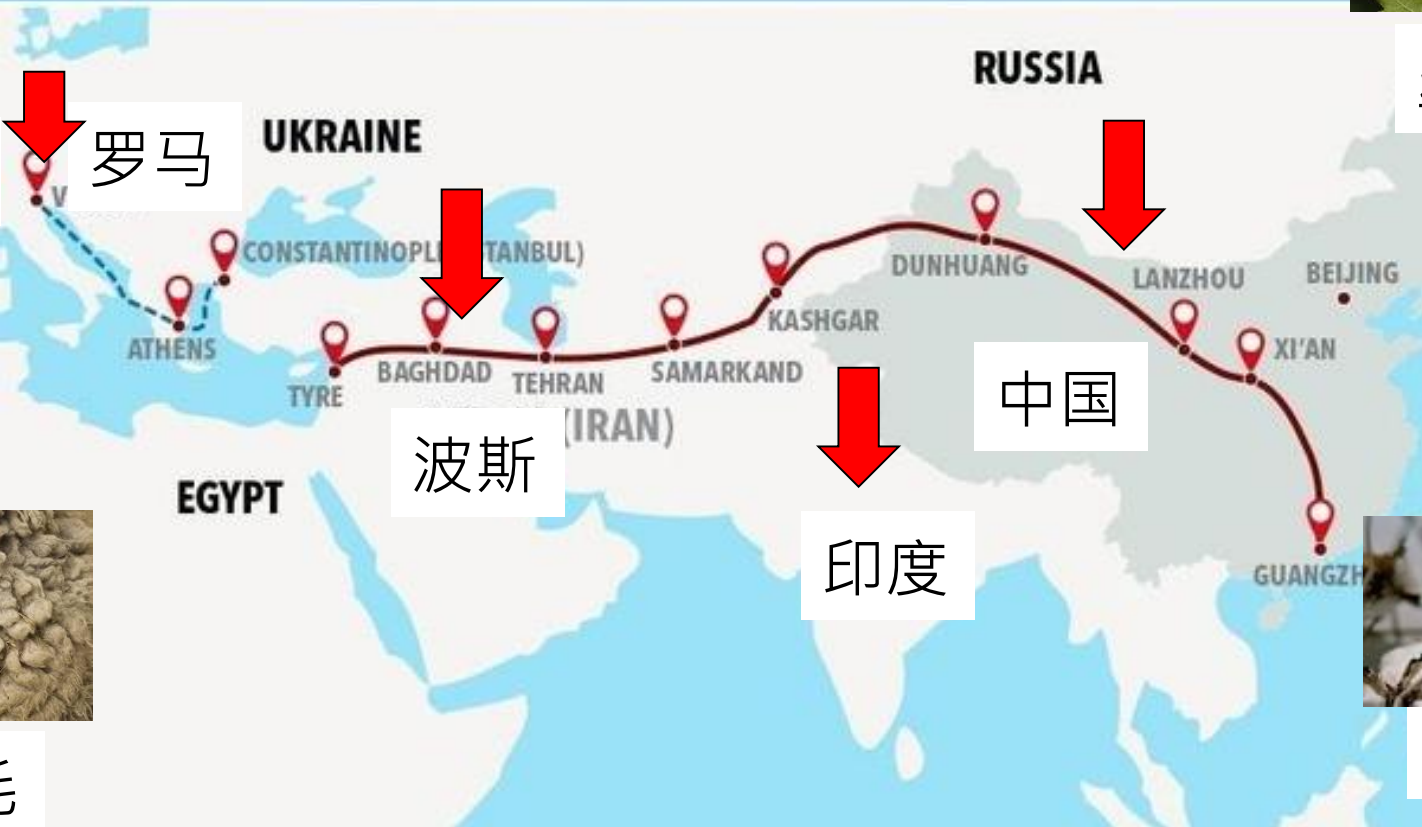 RUSSIA
罗马
UKRAINE
CONSTANTINOPL
TANBUL)
DUNHUANG
LANZHOU
BEIJING
KASHGAR
ATHENS
XI'AN
BAGHDAD
TEHRAN
SAMARKAND
TYRE
中国
(IRAN)
波斯
EGYPT
印度
GUANGZH
毛